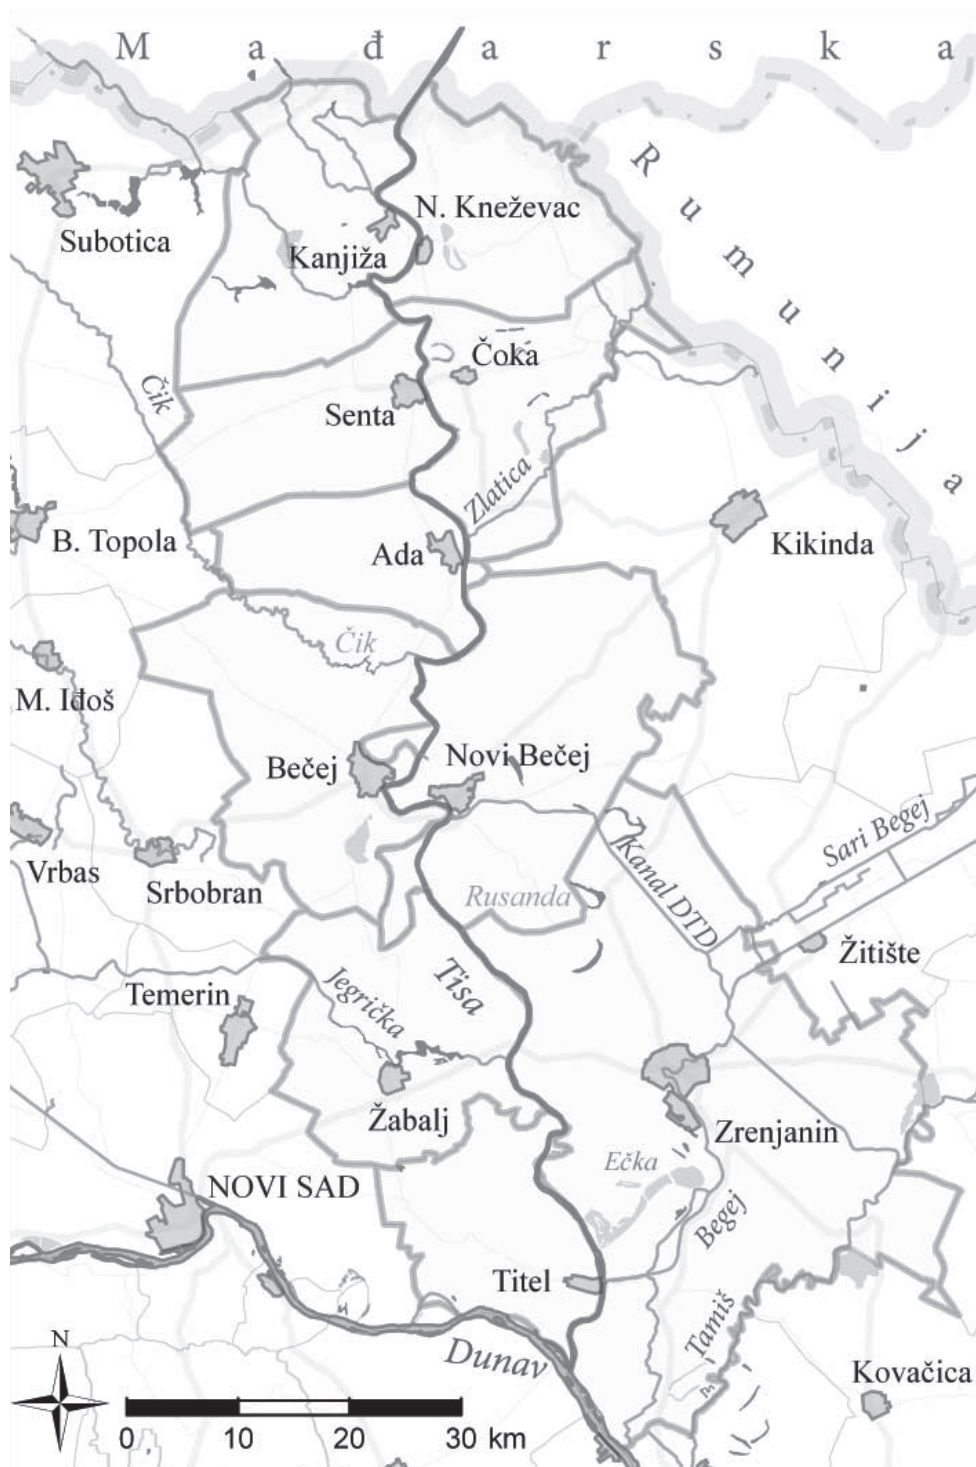 Mađarska
Rumunija
N. Kneževac
Subotica
Kanjiža
Čoka
Čik
Senta
Zlatica
B. Topola
Ada
Kikinda
Čik
M. Iđoš
Bečej
Novi Bečej
Sari Begej
Vrbas
Srbobran
Rusanda
Kanal DTD
Žitište
Temerin
Jegrička
Tisa
Žabalj
Zrenjanin
Ečka
NOVI SAD
Begej
Titel
Tamiš
Dunav
Kovačica
N
0 10 20 30 km